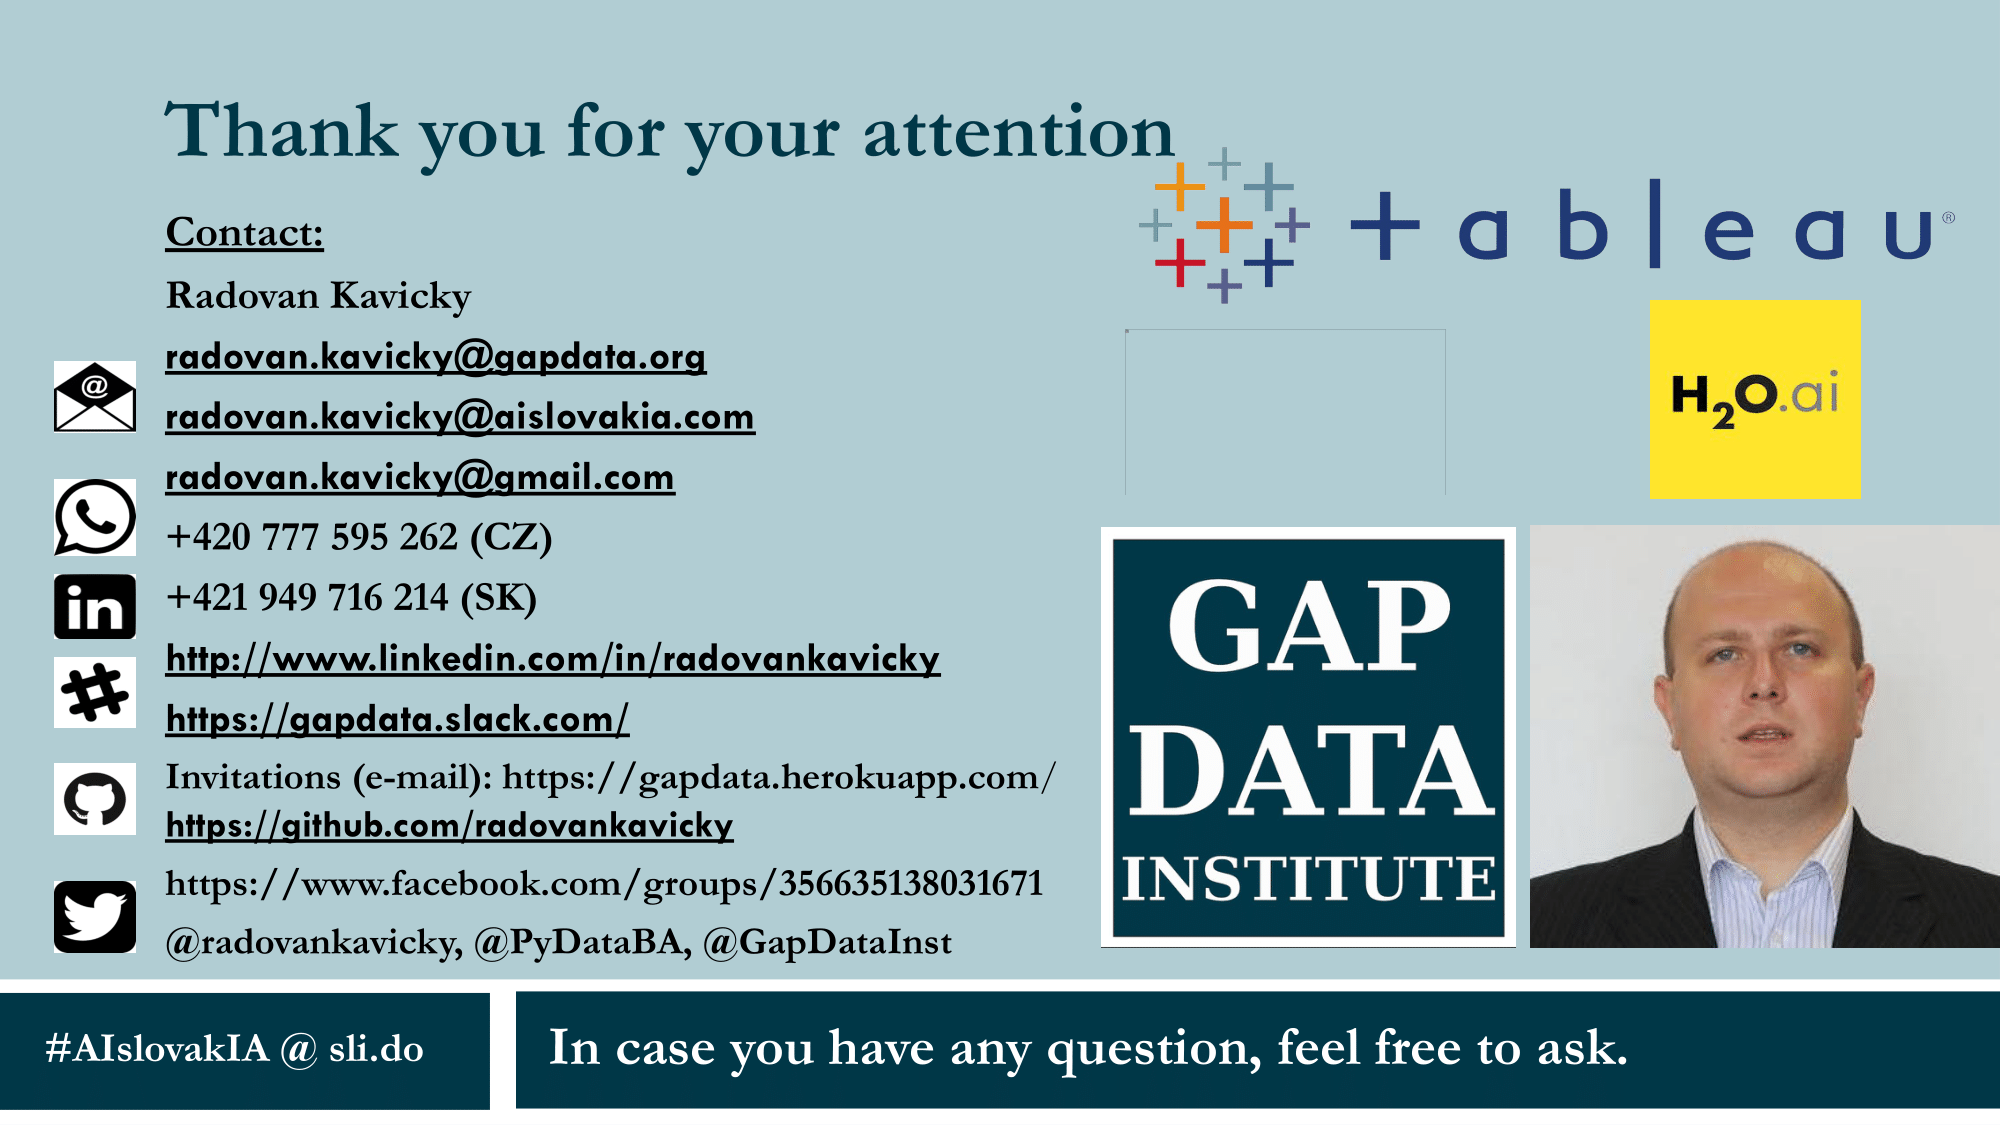 Thank you for your attention
Contact:
Radovan Kavicky
radovan.kavicky@gapdata.org
radovan.kavicky@aislovakia.com
radovan.kavicky@gmail.com
+420 777 595 262 (CZ)
+421 949 716 214 (SK)
http://www.linkedin.com/in/radovankavicky
https://gapdata.slack.com/
Invitations (e-mail): https://gapdata.herokuapp.com/
https://github.com/radovankavicky
https://www.facebook.com/groups/356635138031671
@radovankavicky, @PyDataBA, @GapDataInst
@
in
+ableau®
H2O.ai
GAP
DATA
INSTITUTE
#AIslovakIA @ sli.do
In case you have any question, feel free to ask.